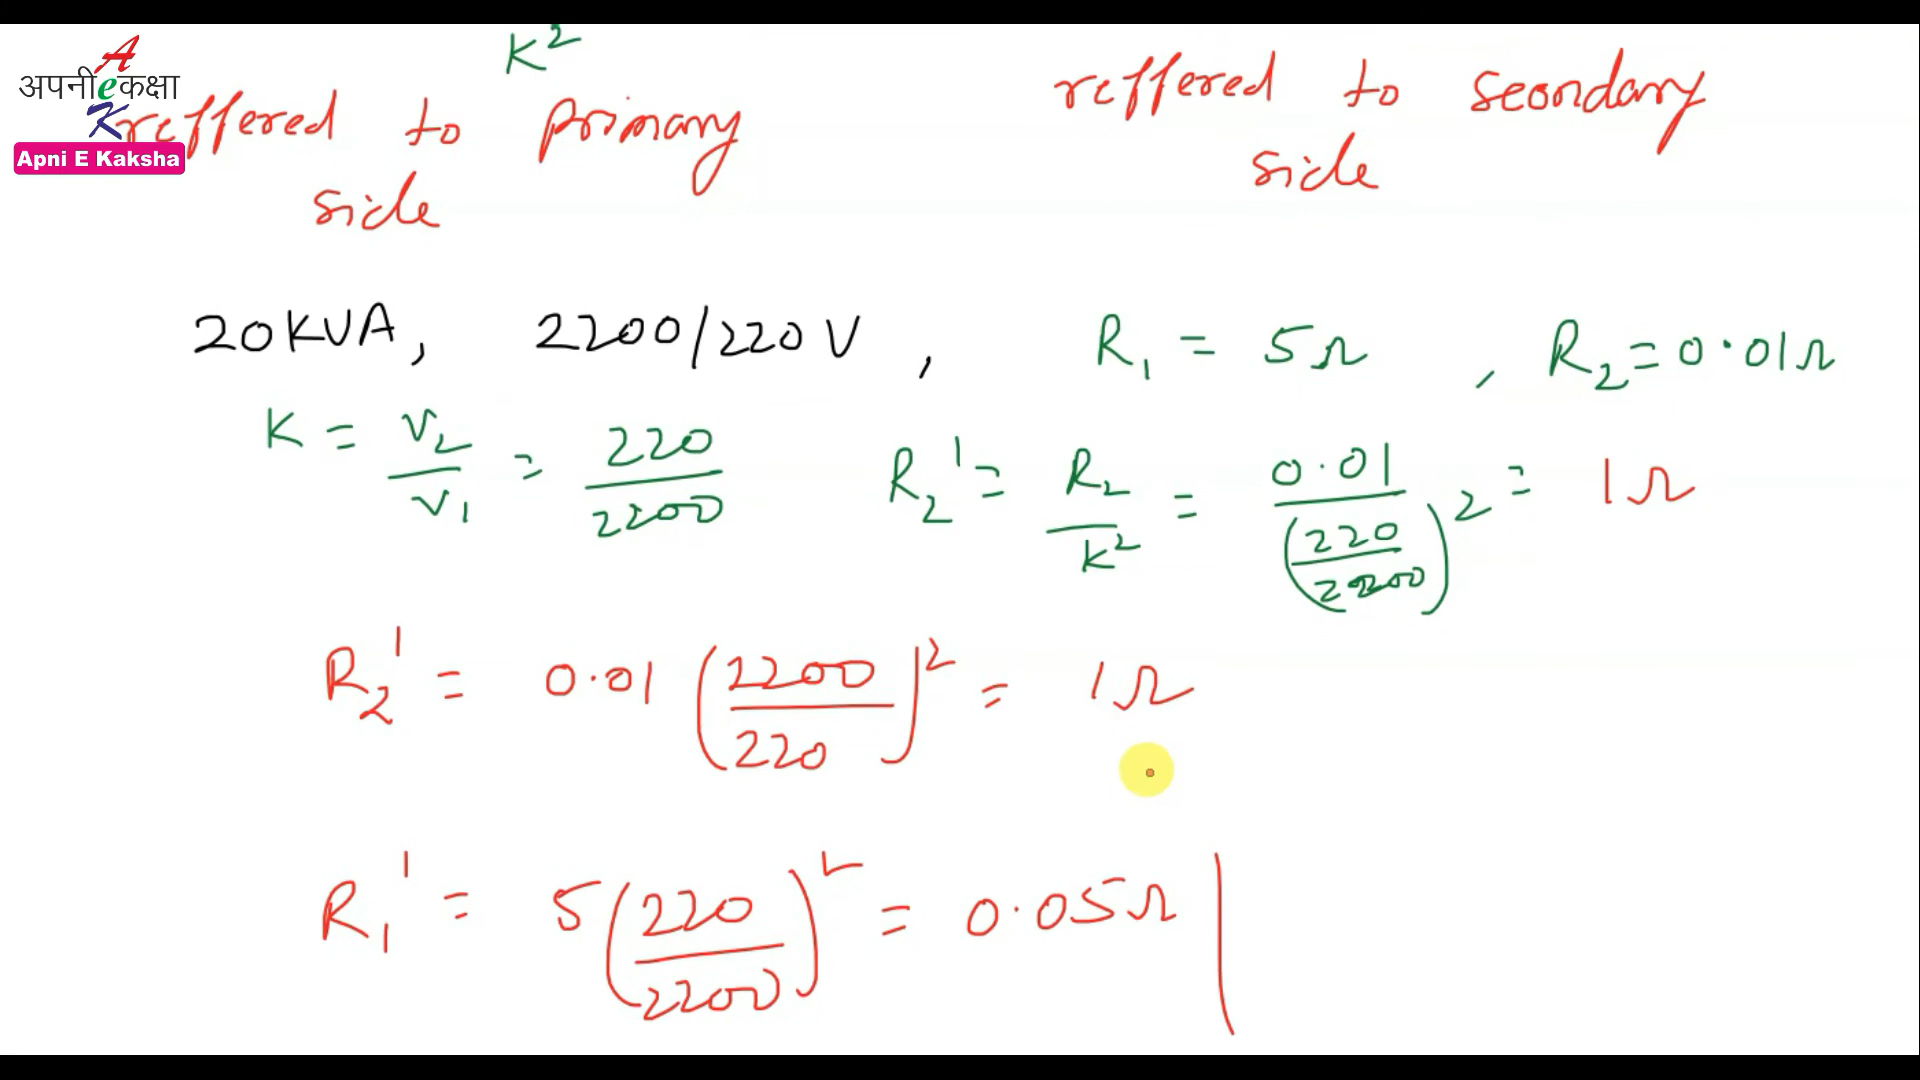 K²
reffered to secondary
अपनी e कक्षा
A
K
Apni E Kaksha
reffered to primary
side
side
20KVA, 2200/220 V, R₁ = 5Ω, R₂ = 0.01Ω
K = V₂/V₁ = 220/2200 R₂' = R₂/K² = 0.01/(220/2200)² = 1Ω
R₂' = 0.01 (2200/220)² = 1Ω
R₁' = 5(220/2200)² = 0.05Ω